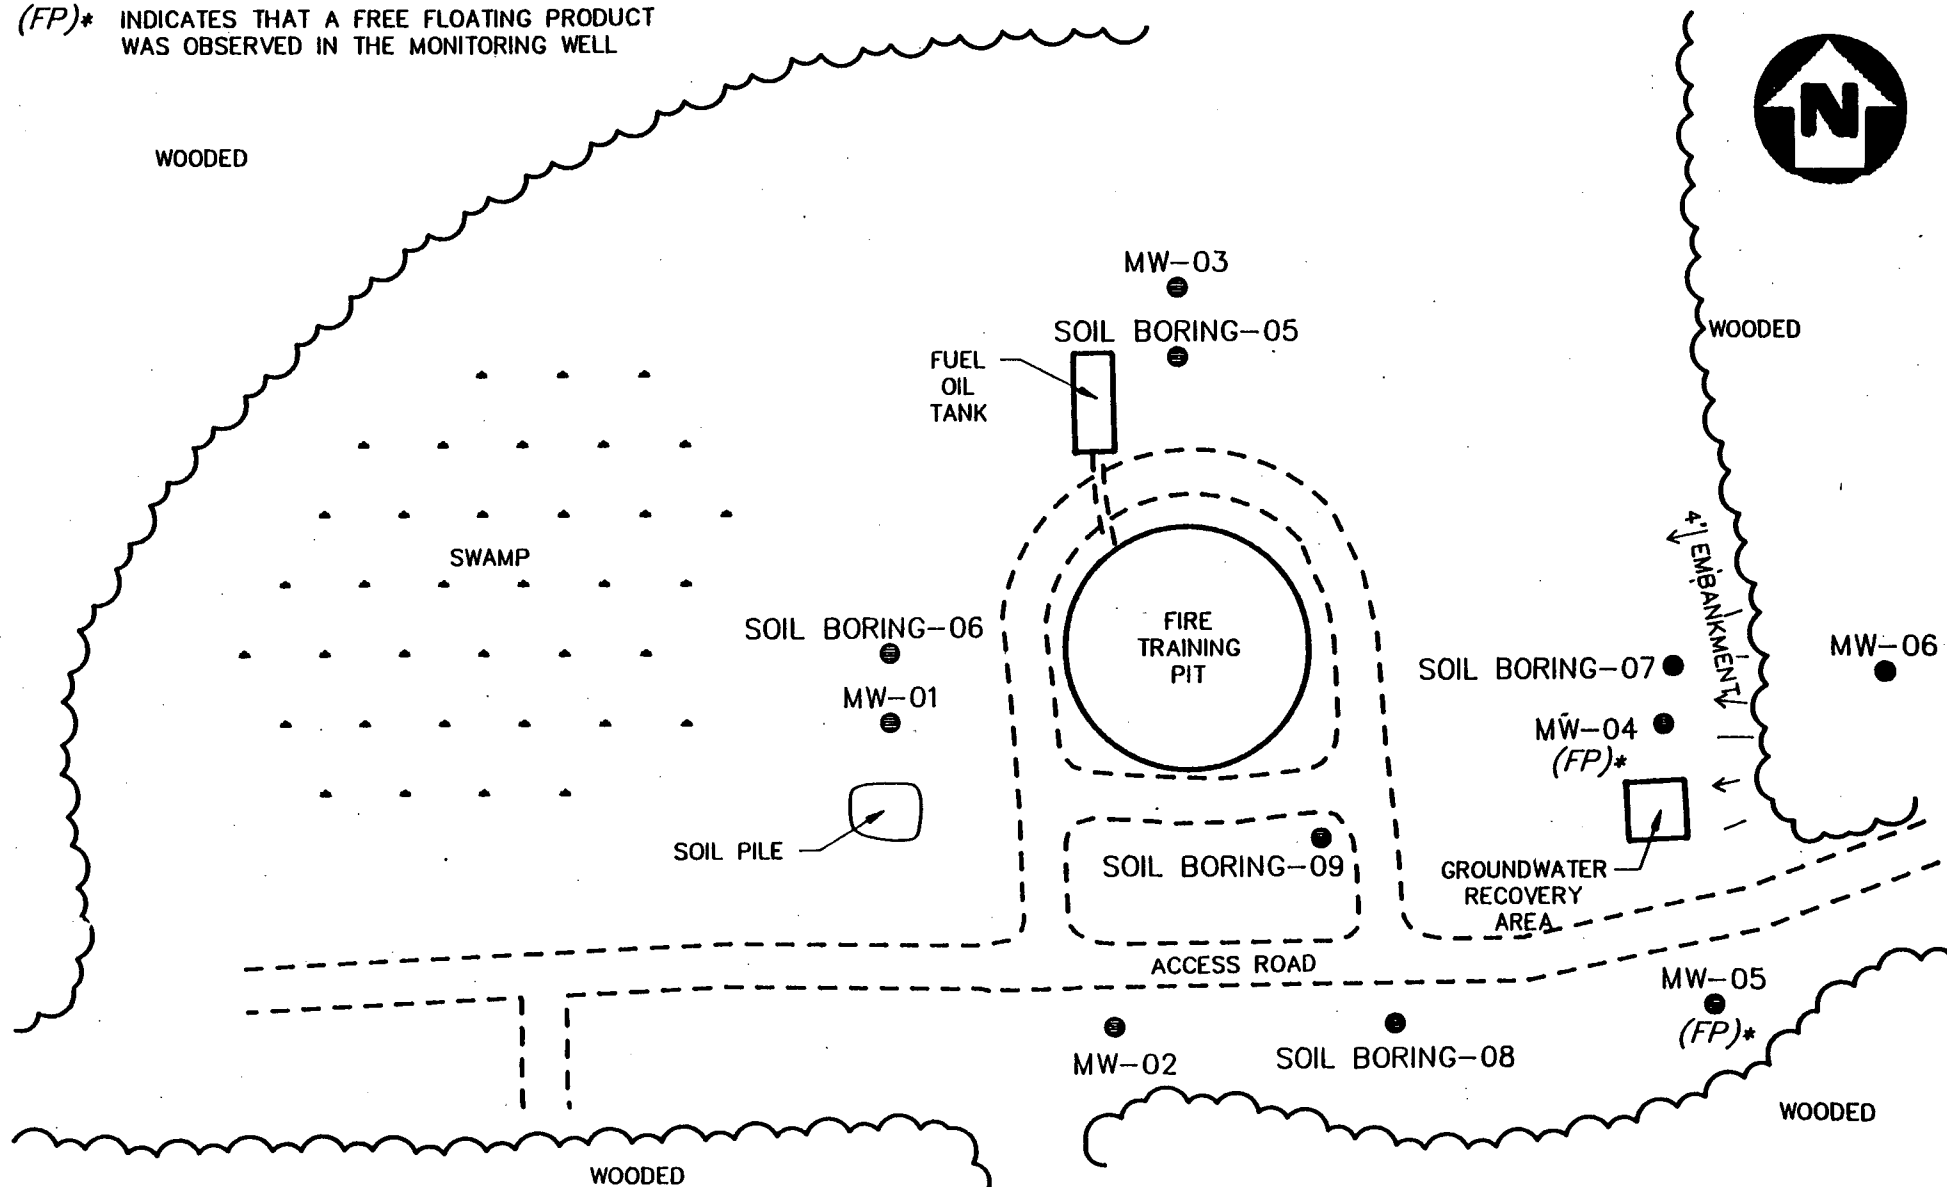 (FP)* INDICATES THAT A FREE FLOATING PRODUCT
WAS OBSERVED IN THE MONITORING WELL
WOODED
N
MW-03
SOIL BORING-05
WOODED
FUEL
OIL
TANK
4' EMBANKMENT
SWAMP
SOIL BORING-06
FIRE
TRAINING
PIT
MW-06
SOIL BORING-07
MW-01
MW-04
(FP)*
SOIL PILE
SOIL BORING-09
GROUNDWATER
RECOVERY
AREA
ACCESS ROAD
MW-05
(FP)*
MW-02
SOIL BORING-08
WOODED
WOODED